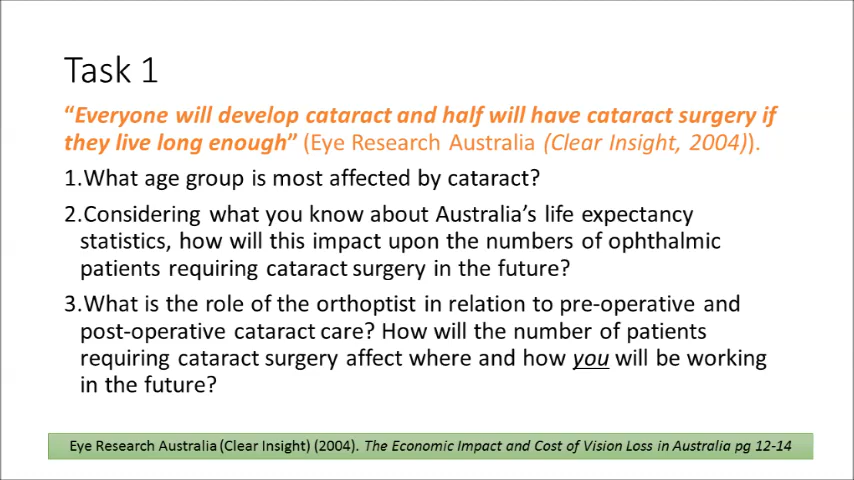 Task 1
“Everyone will develop cataract and half will have cataract surgery if
they live long enough” (Eye Research Australia (Clear Insight, 2004)).
1.What age group is most affected by cataract?
2.Considering what you know about Australia’s life expectancy
statistics, how will this impact upon the numbers of ophthalmic
patients requiring cataract surgery in the future?
3.What is the role of the orthoptist in relation to pre-operative and
post-operative cataract care? How will the number of patients
requiring cataract surgery affect where and how you will be working
in the future?
Eye Research Australia (Clear Insight) (2004). The Economic Impact and Cost of Vision Loss in Australia pg 12-14